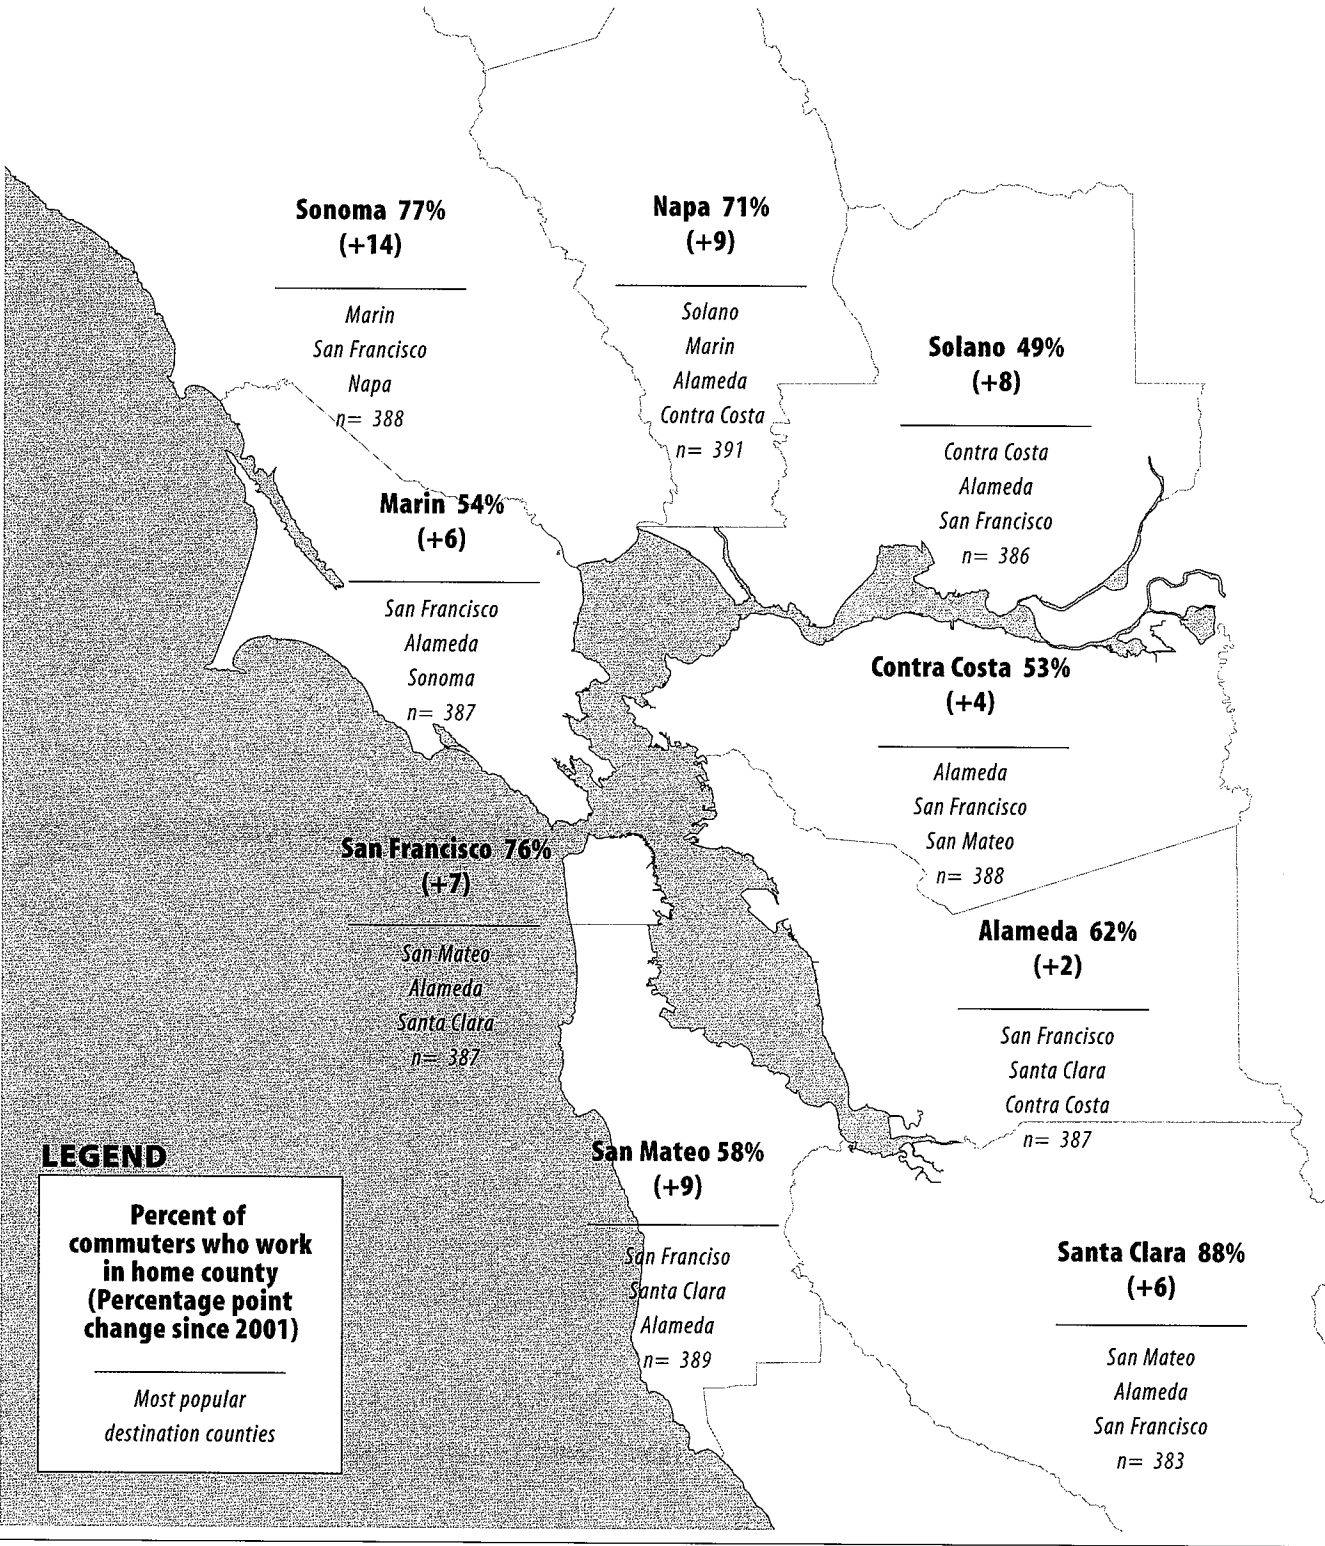 Sonoma 77%
(+14)
Marin
San Francisco
Napa
n= 388
Napa 71%
(+9)
Solano
Marin
Alameda
Contra Costa
n= 391
Solano 49%
(+8)
Contra Costa
Alameda
San Francisco
n= 386
Marin 54%
(+6)
San Francisco
Alameda
Sonoma
n= 387
Contra Costa 53%
(+4)
Alameda
San Francisco
San Mateo
n= 388
San Francisco 76%
(+7)
San Mateo
Alameda
Santa Clara
n= 387
Alameda 62%
(+2)
San Francisco
Santa Clara
Contra Costa
n= 387
San Mateo 58%
(+9)
San Franciso
Santa Clara
Alameda
n= 389
Santa Clara 88%
(+6)
San Mateo
Alameda
San Francisco
n= 383
LEGEND
Percent of
commuters who work
in home county
(Percentage point
change since 2001)
Most popular
destination counties